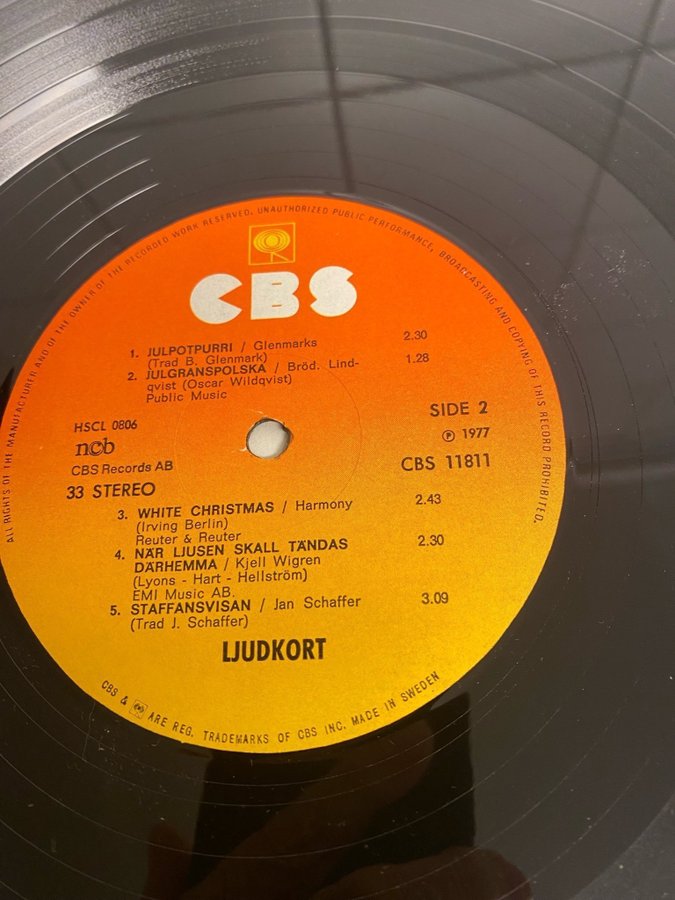 ALL RIGHTS OF THE MANUFACTURER AND OF THE OWNER OF THE RECORDED WORK RESERVED. UNAUTHORIZED PUBLIC PERFORMANCE, BROADCASTING AND COPYING OF THIS RECORD PROHIBITED.
CBS
1. JULPOTPURRI / Glenmarks 2.30
(Trad B. Glenmark)
2. JULGRANSPOLSKA / Bröd. Lind- 1.28
qvist (Oscar Wildqvist)
Public Music
HSCL 0806
ncb
CBS Records AB
33 STEREO
SIDE 2
℗ 1977
CBS 11811
3. WHITE CHRISTMAS / Harmony 2.43
(Irving Berlin)
Reuter & Reuter
4. NÄR LJUSEN SKALL TÄNDAS 2.30
DÄRHEMMA / Kjell Wigren
(Lyons - Hart - Hellström)
EMI Music AB.
5. STAFFANSVISAN / Jan Schaffer 3.09
(Trad J. Schaffer)
LJUDKORT
CBS & ARE REG. TRADEMARKS OF CBS INC. MADE IN SWEDEN